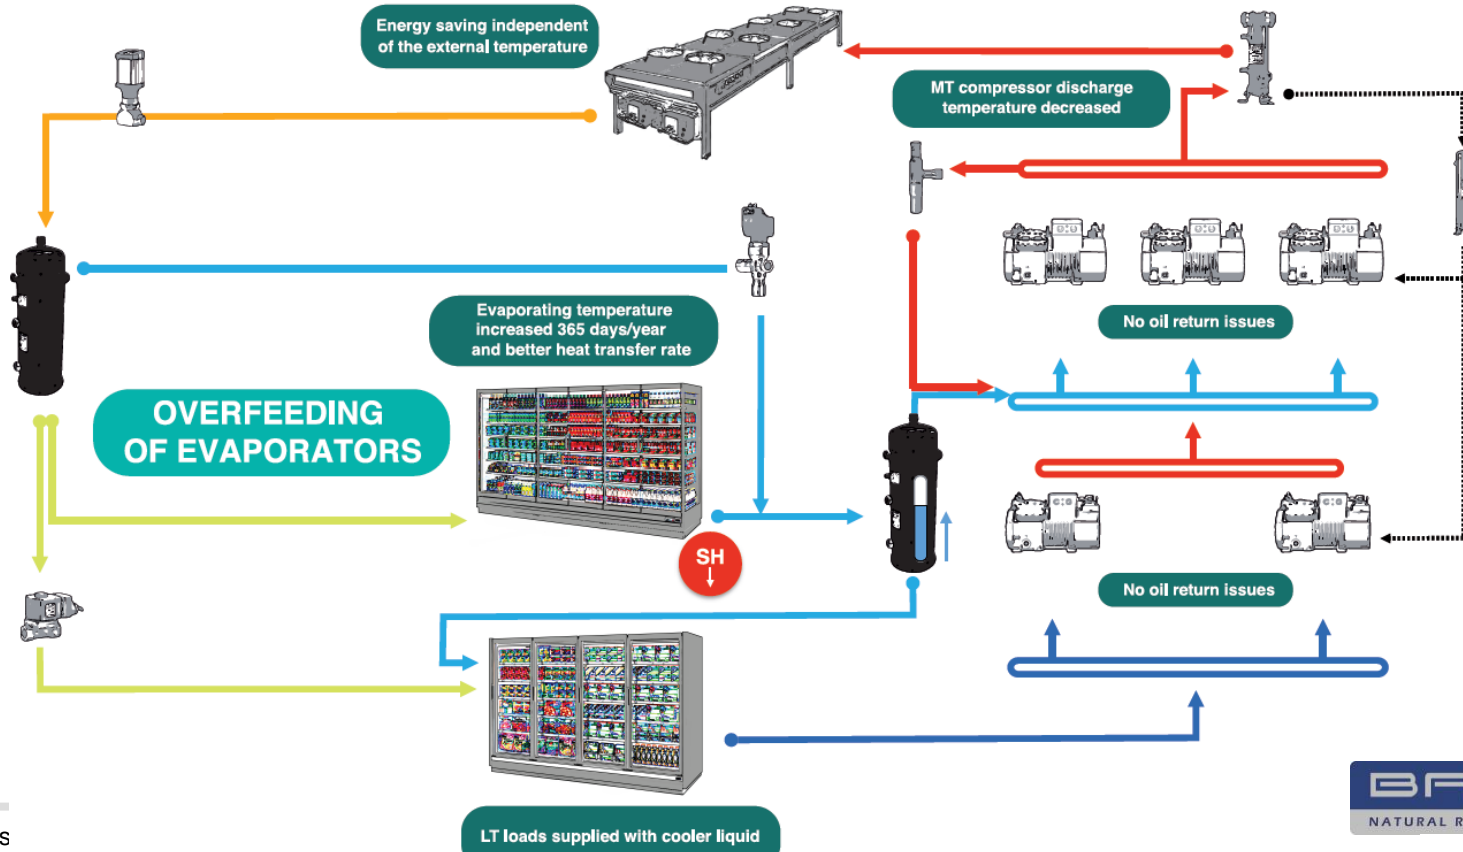 Energy saving independent
of the external temperature
MT compressor discharge
temperature decreased
Evaporating temperature
increased 365 days/year
and better heat transfer rate
No oil return issues
OVERFEEDING
OF EVAPORATORS
SH
No oil return issues
LT loads supplied with cooler liquid
NATURAL R
s